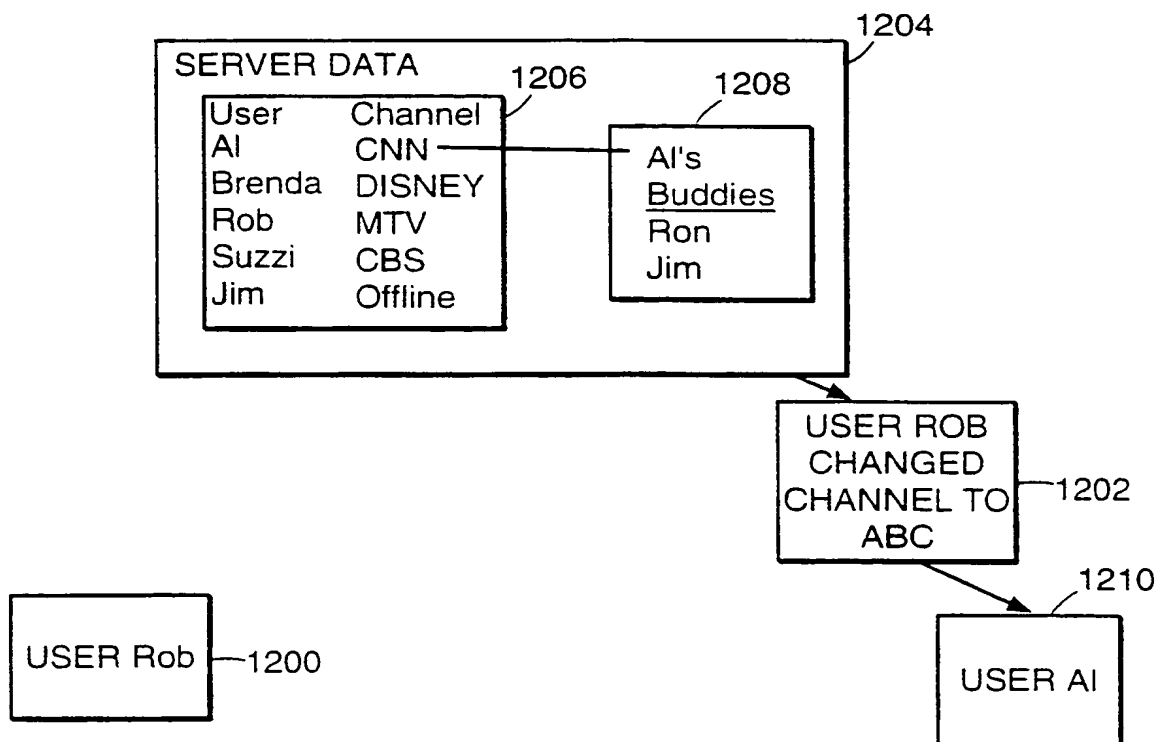 1204
SERVER DATA
1206
1208
User Channel
Al CNN
Brenda DISNEY
Rob MTV
Suzzi CBS
Jim Offline
Al's
Buddies
Ron
Jim
USER ROB
CHANGED
CHANNEL TO
ABC
1202
1210
USER Rob
1200
USER Al